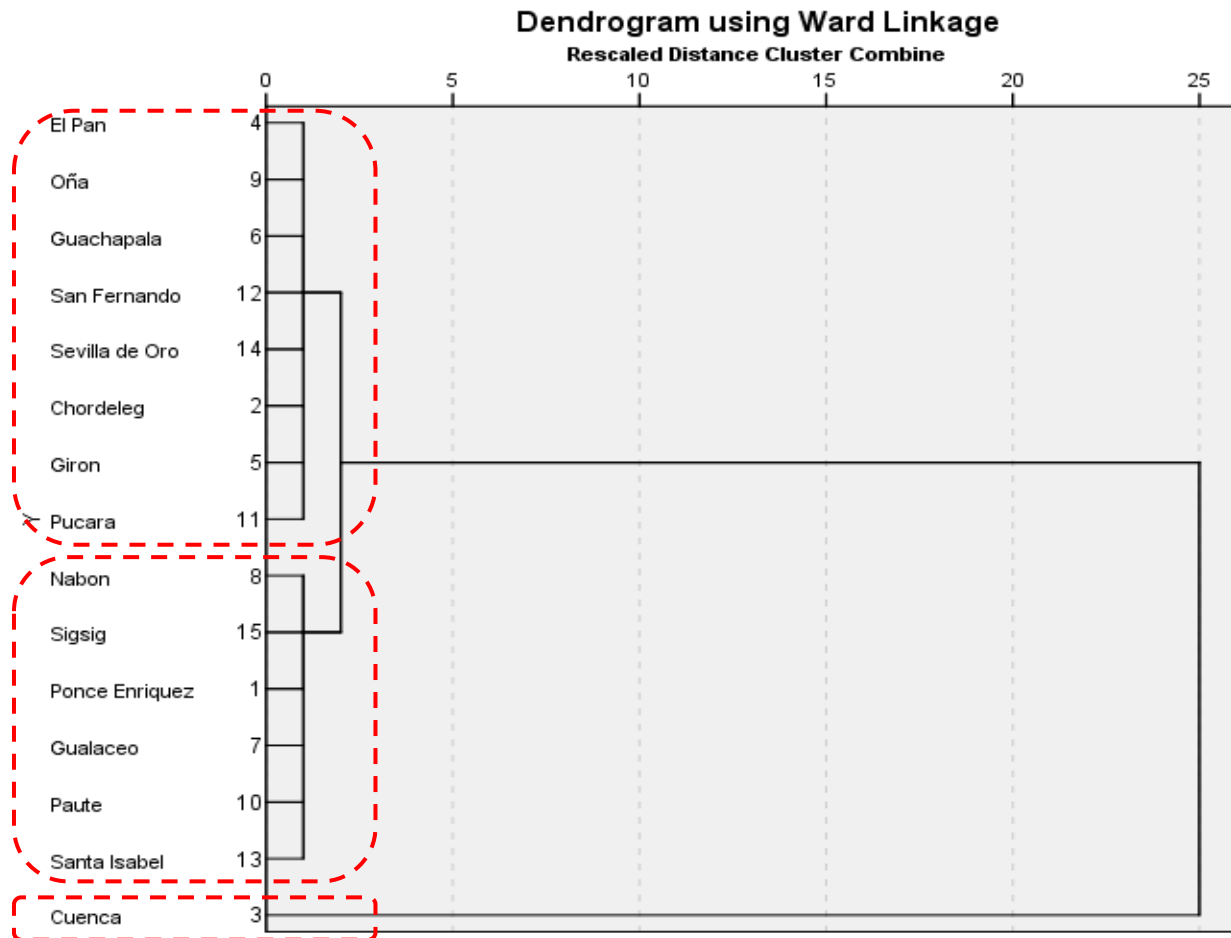 Dendrogram using Ward Linkage
Rescaled Distance Cluster Combine
0 5 10 15 20 25
El Pan 4
Oña 9
Guachapala 6
San Fernando 12
Sevilla de Oro 14
Chordeleg 2
Giron 5
Y Pucara 11
Nabon 8
Sigsig 15
Ponce Enriquez 1
Gualaceo 7
Paute 10
Santa Isabel 13
Cuenca 3